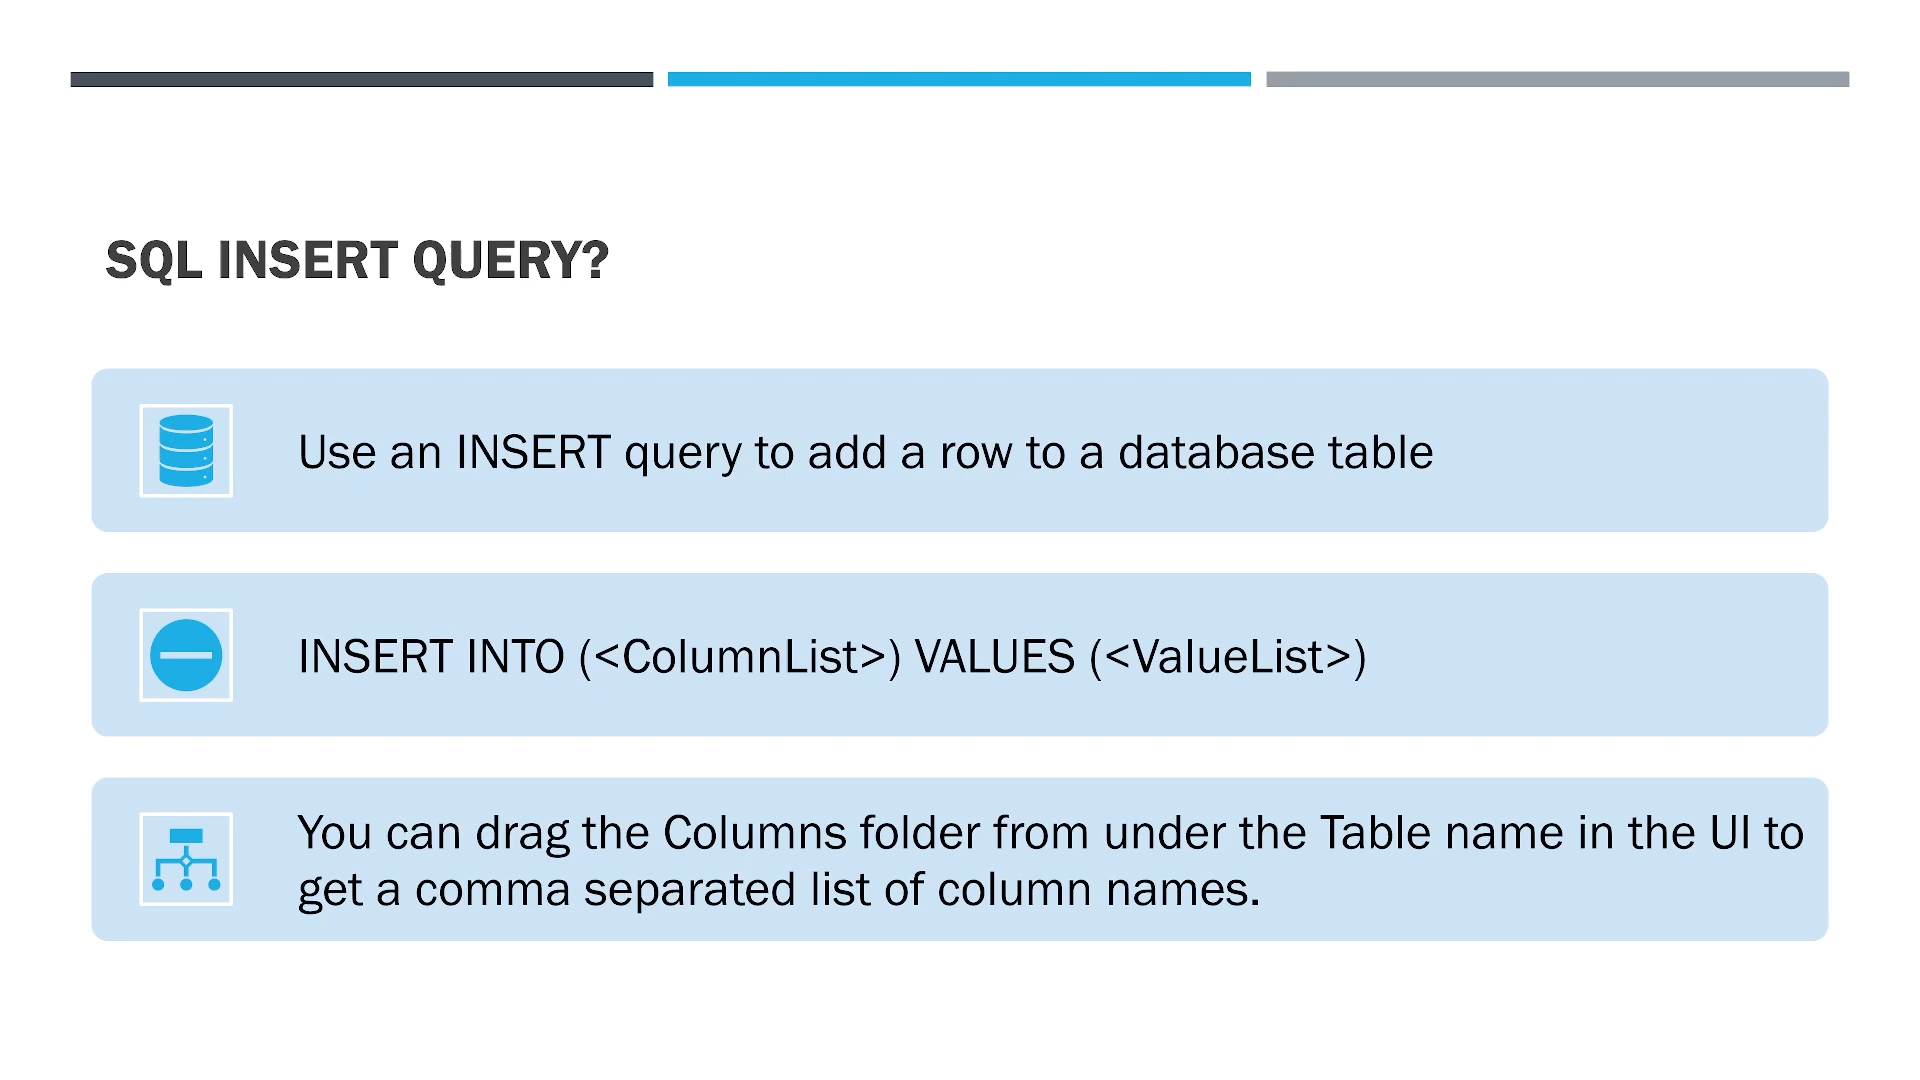 SQL INSERT QUERY?
Use an INSERT query to add a row to a database table
INSERT INTO (<ColumnList>) VALUES (<ValueList>)
You can drag the Columns folder from under the Table name in the UI to
get a comma separated list of column names.